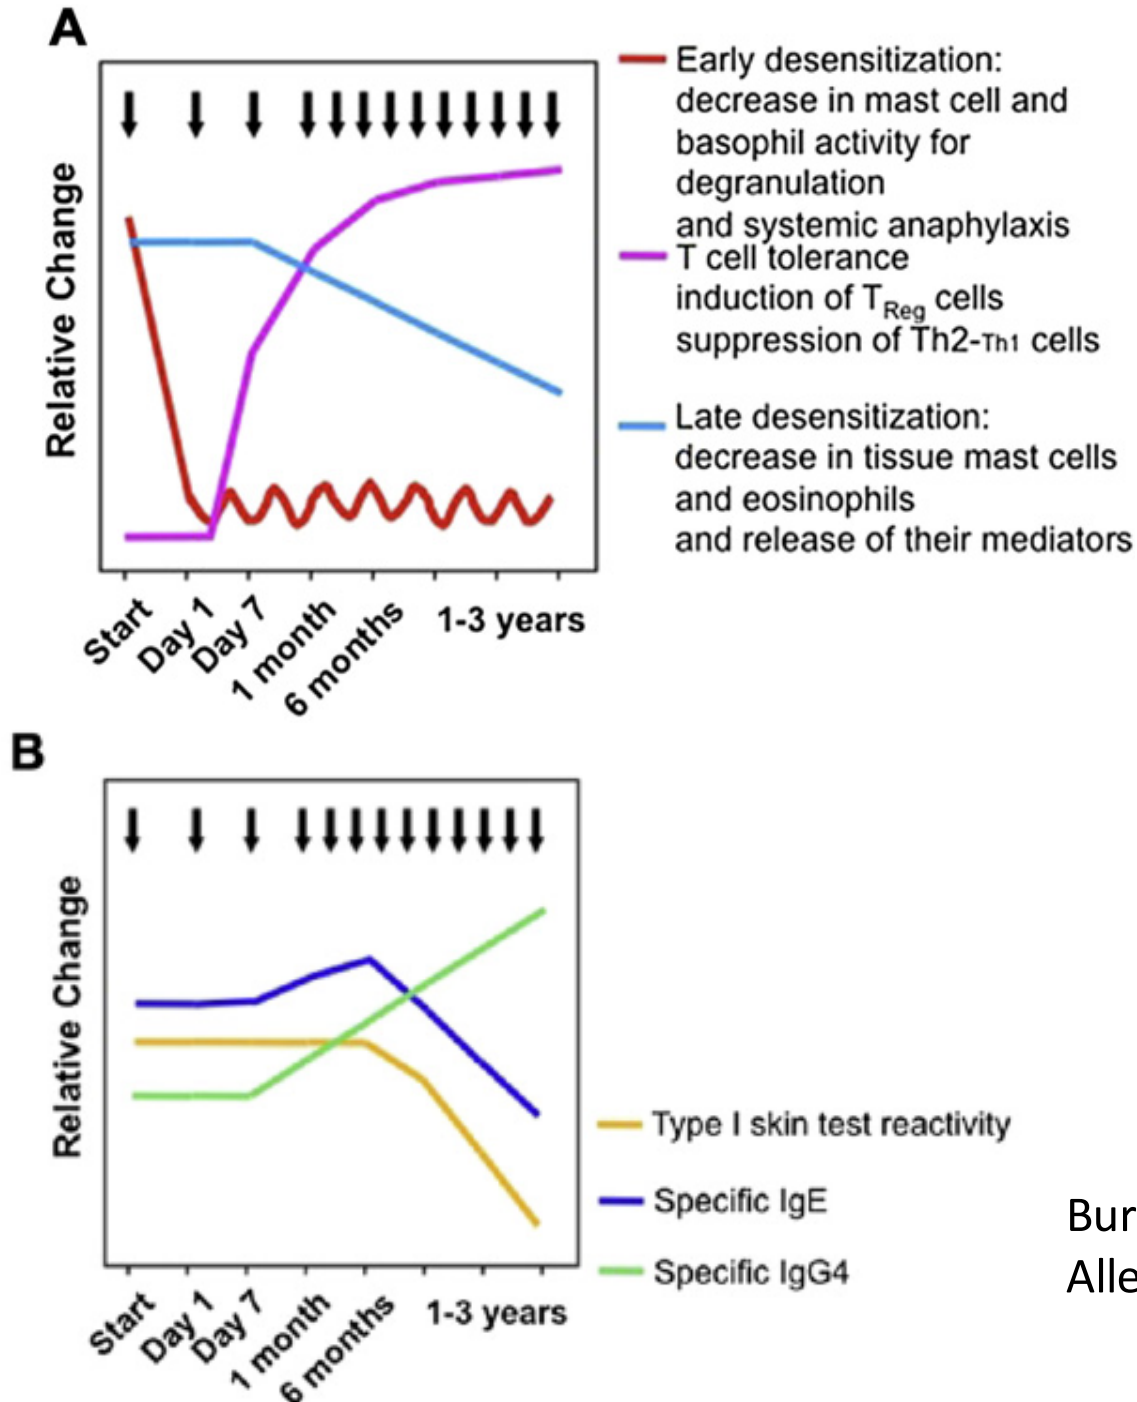 A
Relative Change
Early desensitization:
decrease in mast cell and
basophil activity for
degranulation
and systemic anaphylaxis
T cell tolerance
induction of TReg cells
suppression of Th2-Th1 cells
Late desensitization:
decrease in tissue mast cells
and eosinophils
and release of their mediators
Start
Day 1
Day 7
1 month
6 months
1-3 years
B
Relative Change
Type I skin test reactivity
Specific IgE
Specific IgG4
Start
Day 1
Day 7
1 month
6 months
1-3 years
Bur
Alle